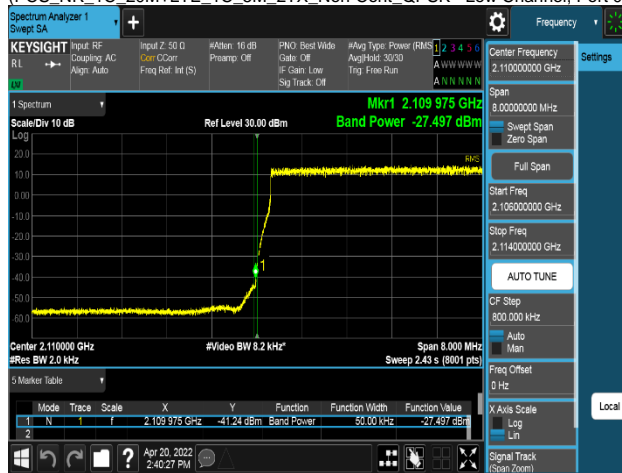 Spectrum Analyzer 1
Swept SA
Frequency
Settings
KEYSIGHT
RL
Input: RF
Coupling: AC
Align: Auto
Input Z: 50 Ω
Corr CCorr
Freq Ref: Int (S)
#Atten: 16 dB
Preamp: Off
PNO: Best Wide
Gate: Off
IF Gain: Low
Sig Track: Off
#Avg Type: Power (RMS
Avg|Hold: 30/30
Trig: Free Run
1 2 3 4 5 6
A W W W W W
A N N N N N
1 Spectrum
Scale/Div 10 dB
Log
Ref Level 30.00 dBm
Mkr1 2.109 975 GHz
Band Power -27.497 dBm
RMS
20.0
10.0
0.00
-10.0
-20.0
-30.0
-40.0
-50.0
-60.0
1
Center 2.110000 GHz
#Res BW 2.0 kHz
#Video BW 8.2 kHz*
Span 8.000 MHz
Sweep 2.43 s (8001 pts)
5 Marker Table
Mode Trace Scale X Y Function Function Width Function Value
1 N 1 f 2.109 975 GHz -41.24 dBm Band Power 50.00 kHz -27.497 dBm
2
Apr 20, 2022
2:40:27 PM
Center Frequency
2.110000000 GHz
Span
8.00000000 MHz
Swept Span
Zero Span
Full Span
Start Freq
2.106000000 GHz
Stop Freq
2.114000000 GHz
AUTO TUNE
CF Step
800.000 kHz
Auto
Man
Freq Offset
0 Hz
X Axis Scale
Log
Lin
Signal Track
(Span Zoom)
Local